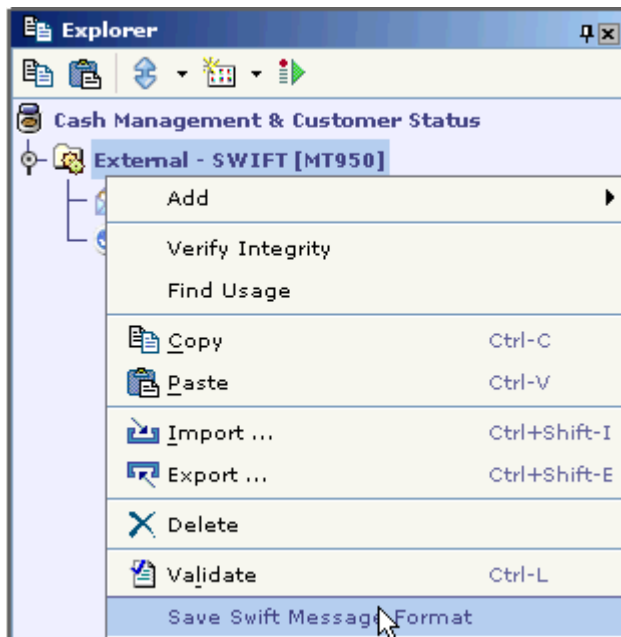 Explorer
Cash Management & Customer Status
External - SWIFT [MT950]
Add
Verify Integrity
Find Usage
Copy Ctrl-C
Paste Ctrl-V
Import ... Ctrl+Shift-I
Export ... Ctrl+Shift-E
Delete
Validate Ctrl-L
Save Swift Message Format